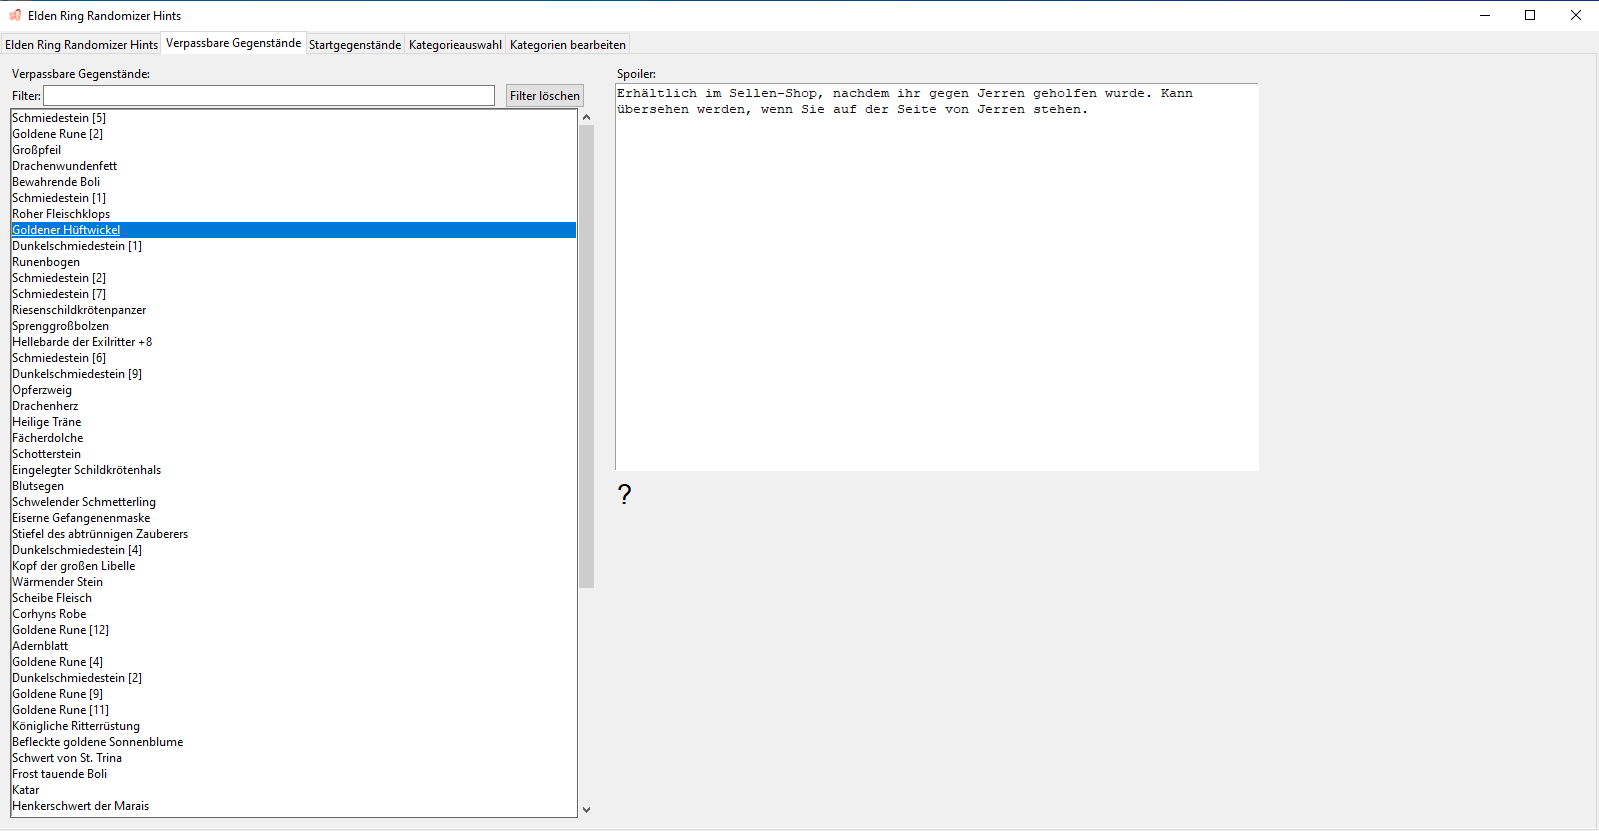 Elden Ring Randomizer Hints
Elden Ring Randomizer Hints Verpassbare Gegenstände Startgegenstände Kategorieauswahl Kategorien bearbeiten
Verpassbare Gegenstände:
Filter: Filter löschen
Schmiedestein [5]
Goldene Rune [2]
Großpfeil
Drachenwundenfett
Bewahrende Boli
Schmiedestein [1]
Roher Fleischklops
Goldener Hüftwickel
Dunkelschmiedestein [1]
Runenbogen
Schmiedestein [2]
Schmiedestein [7]
Riesenschildkrötenpanzer
Sprenggroßbolzen
Hellebarde der Exilritter +8
Schmiedestein [6]
Dunkelschmiedestein [9]
Opferzweig
Drachenherz
Heilige Träne
Fächerdolche
Schotterstein
Eingelegter Schildkrötenhals
Blutsegen
Schwelender Schmetterling
Eiserne Gefangenenmaske
Stiefel des abtrünnigen Zauberers
Dunkelschmiedestein [4]
Kopf der großen Libelle
Wärmender Stein
Scheibe Fleisch
Corhyns Robe
Goldene Rune [12]
Adernblatt
Goldene Rune [4]
Dunkelschmiedestein [2]
Goldene Rune [9]
Goldene Rune [11]
Königliche Ritterrüstung
Befleckte goldene Sonnenblume
Schwert von St. Trina
Frost tauende Boli
Katar
Henkerschwert der Marais
Spoiler:
Erhältlich im Sellen-Shop, nachdem ihr gegen Jerren geholfen wurde. Kann
übersehen werden, wenn Sie auf der Seite von Jerren stehen.
?